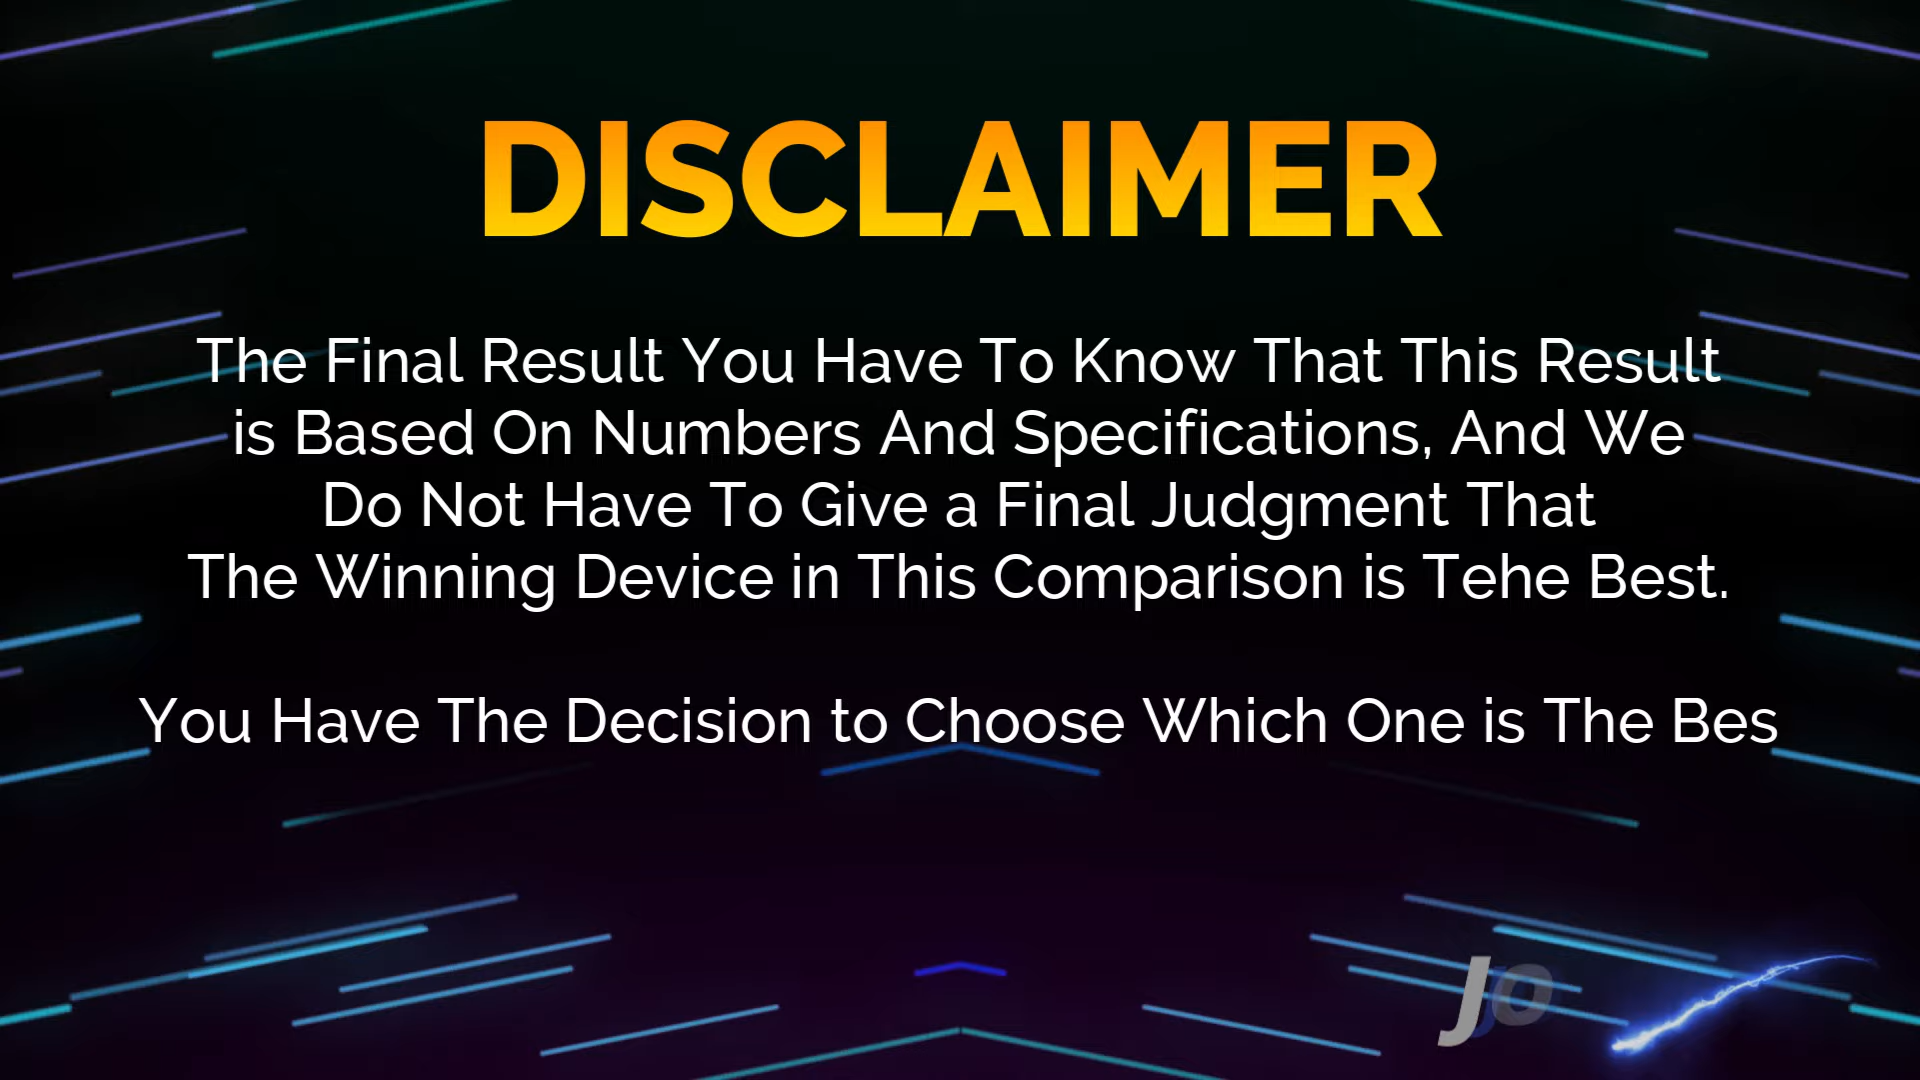 DISCLAIMER
The Final Result You Have To Know That This Result
is Based On Numbers And Specifications, And We
Do Not Have To Give a Final Judgment That
The Winning Device in This Comparison is Tehe Best.
You Have The Decision to Choose Which One is The Bes
Jo